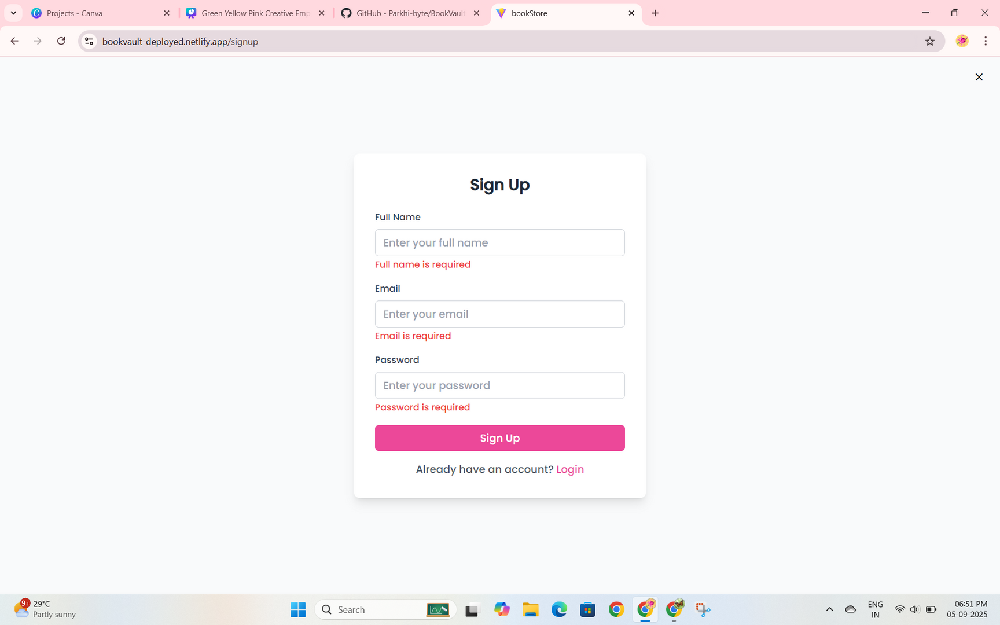 Projects - Canva
Green Yellow Pink Creative Emp
GitHub - Parkhi-byte/BookVault
bookStore
bookvault-deployed.netlify.app/signup
Sign Up
Full Name
Enter your full name
Full name is required
Email
Enter your email
Email is required
Password
Enter your password
Password is required
Sign Up
Already have an account? Login
9+
29°C
Partly sunny
Search
ENG
IN
06:51 PM
05-09-2025